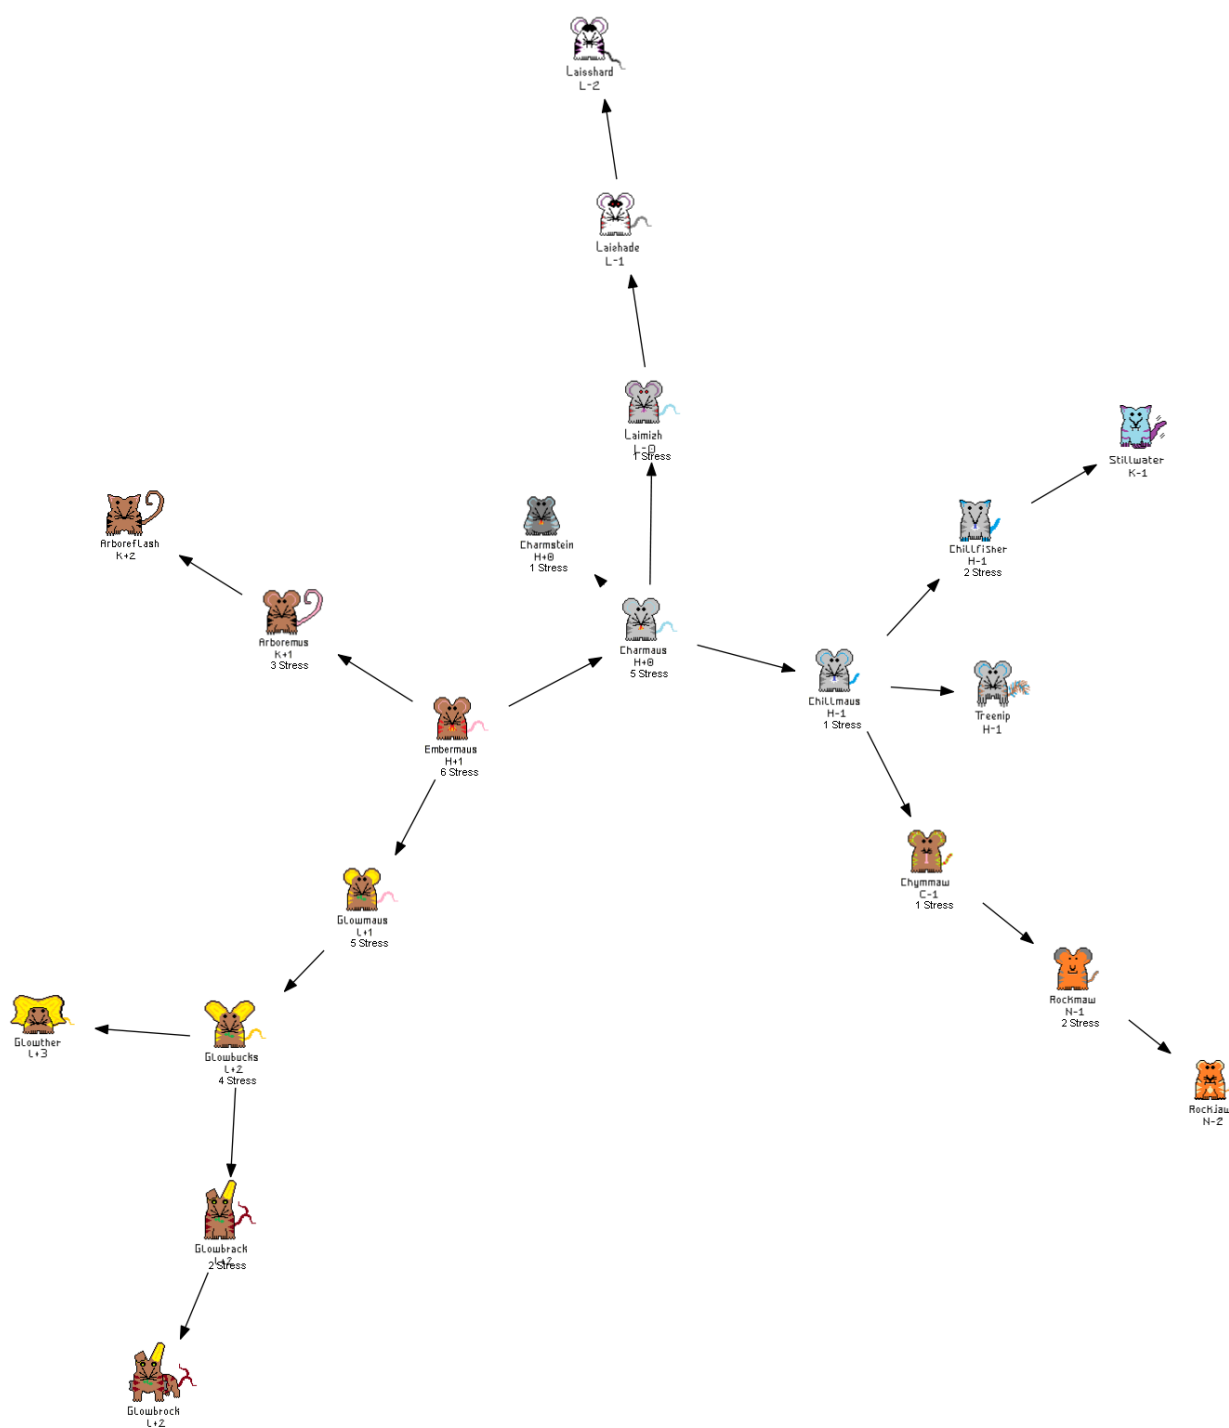 Laisshard
L-2
Laishade
L-1
Laimizh
L-0
1 Stress
Stillwater
K-1
Arboreflash
K+2
Charmstein
H+0
1 Stress
Chillfisher
H-1
2 Stress
Arboremus
K+1
3 Stress
Charmaus
H+0
5 Stress
Chillmaus
H-1
1 Stress
Treenip
H-1
Embermaus
H+1
6 Stress
Chymmaw
C-1
1 Stress
Glowmaus
L+1
5 Stress
Rockmaw
N-1
2 Stress
Glowther
L+3
Glowbucks
L+2
4 Stress
Rockjaw
N-2
Glowbrack
L+2
2 Stress
Glowbrock
L+2